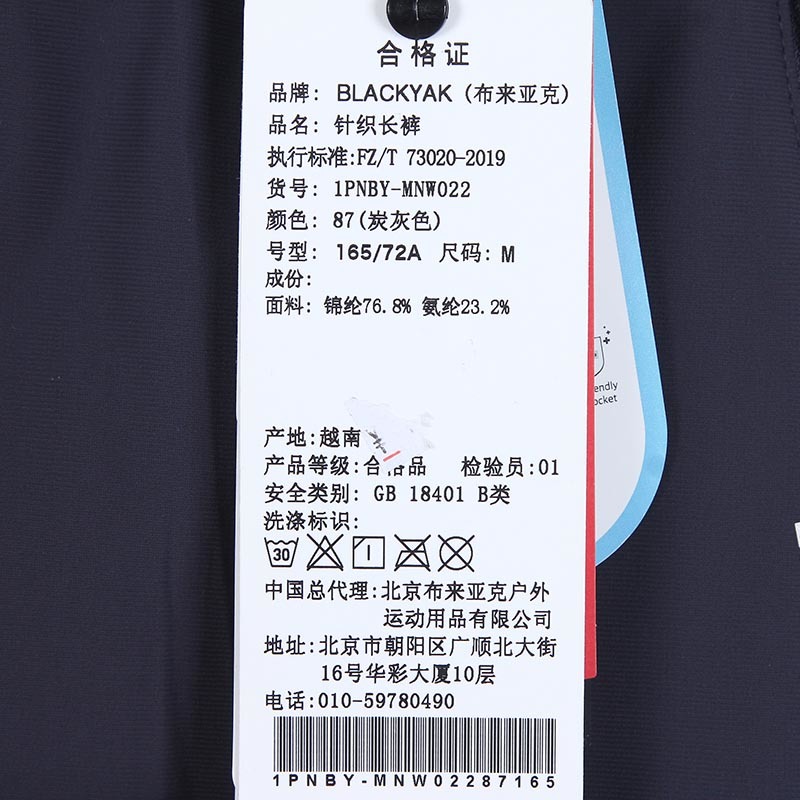 合格证
品牌: BLACKYAK (布来亚克)
品名: 针织长裤
执行标准:FZ/T 73020-2019
货号: 1PNBY-MNW022
颜色: 87(炭灰色)
号型: 165/72A 尺码: M
成份:
面料: 锦纶76.8% 氨纶23.2%
产地:越南
产品等级:合格品 检验员:01
安全类别: GB 18401 B类
洗涤标识:
30
中国总代理:北京布来亚克户外
运动用品有限公司
地址:北京市朝阳区广顺北大街
16号华彩大厦10层
电话:010-59780490
1PNBY-MNW02287165
endly
ocket